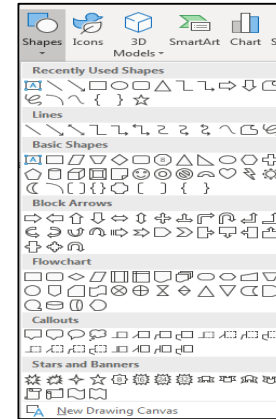 Shapes Icons 3D Models SmartArt Chart S
Recently Used Shapes
Lines
Basic Shapes
Block Arrows
Flowchart
Callouts
Stars and Banners
New Drawing Canvas